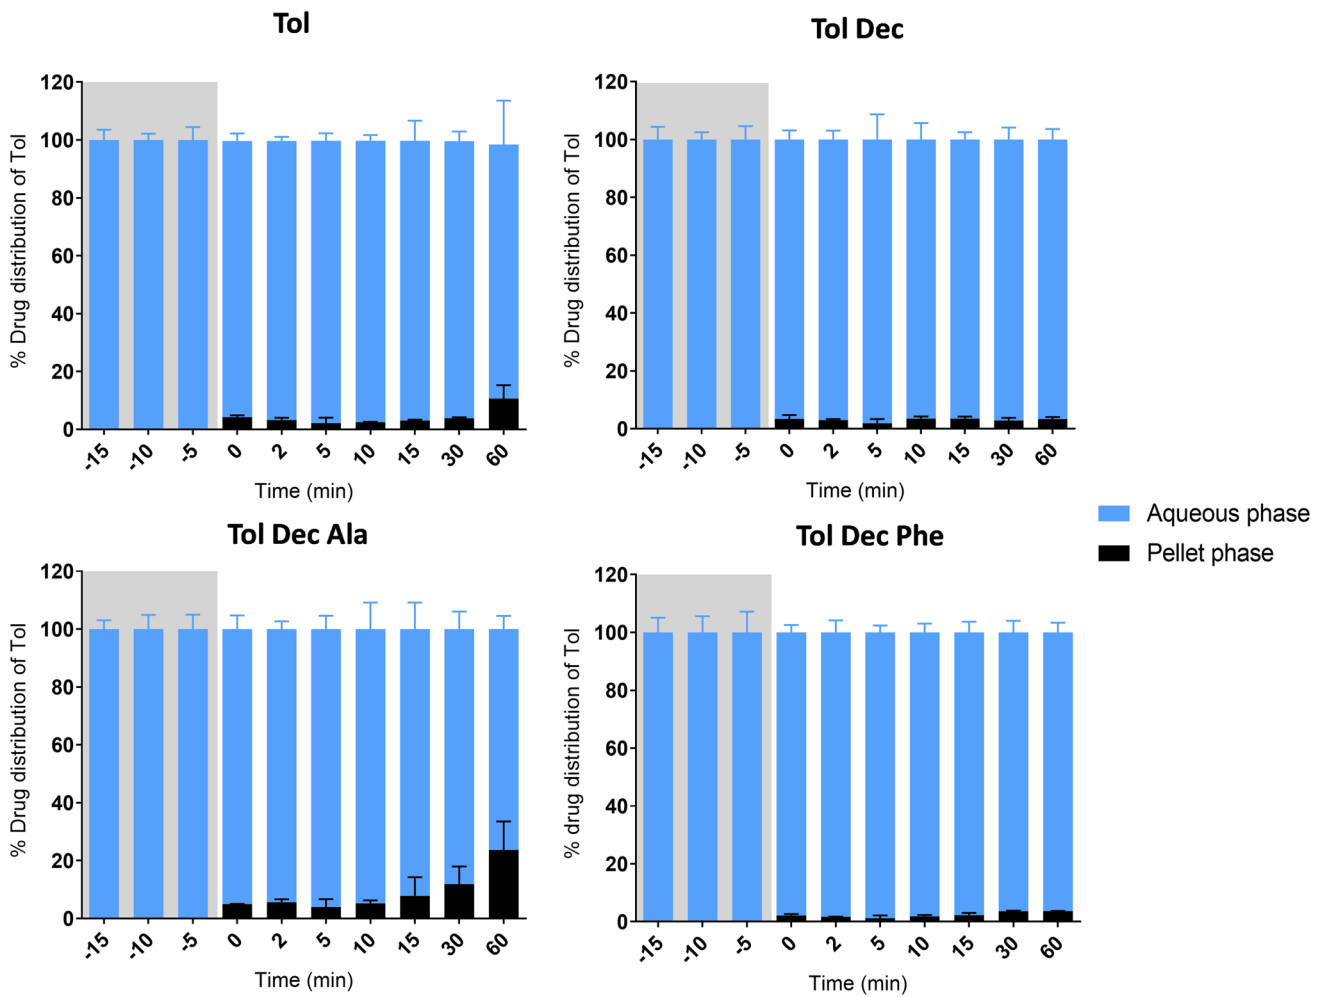 Tol
% Drug distribution of Tol
120
100
80
60
40
20
0
-15 -10 -5 0 2 5 10 15 30 60
Time (min)
Tol Dec
% Drug distribution of Tol
120
100
80
60
40
20
0
-15 -10 -5 0 2 5 10 15 30 60
Time (min)
Tol Dec Ala
% Drug distribution of Tol
120
100
80
60
40
20
0
-15 -10 -5 0 2 5 10 15 30 60
Time (min)
Tol Dec Phe
% drug distribution of Tol
120
100
80
60
40
20
0
-15 -10 -5 0 2 5 10 15 30 60
Time (min)
Aqueous phase
Pellet phase